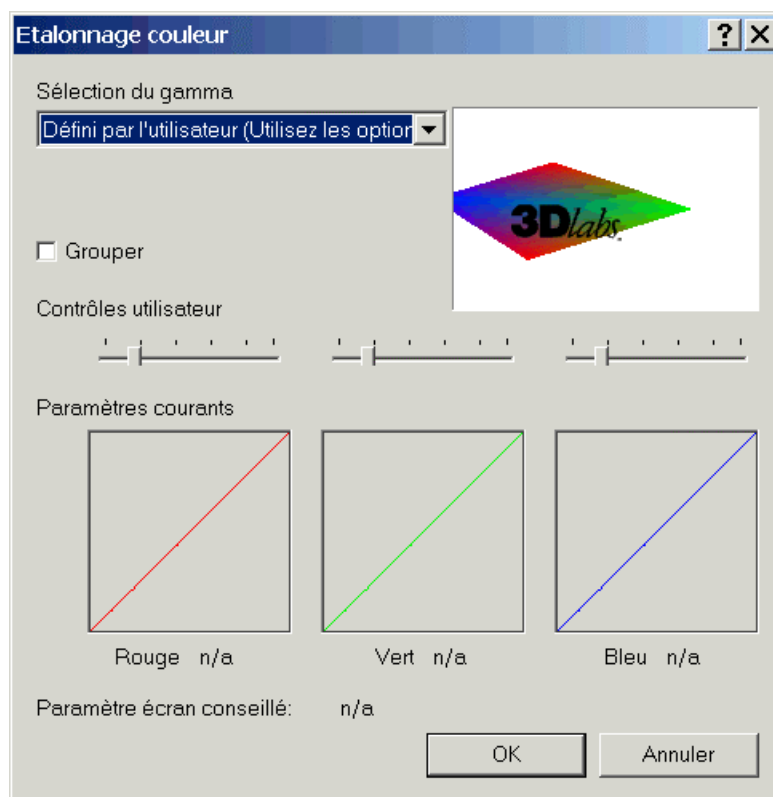 Etalonnage couleur
Sélection du gamma
Défini par l'utilisateur (Utilisez les option
3Dlabs.
Grouper
Contrôles utilisateur
Paramètres courants
Rouge n/a Vert n/a Bleu n/a
Paramètre écran conseillé: n/a
OK Annuler